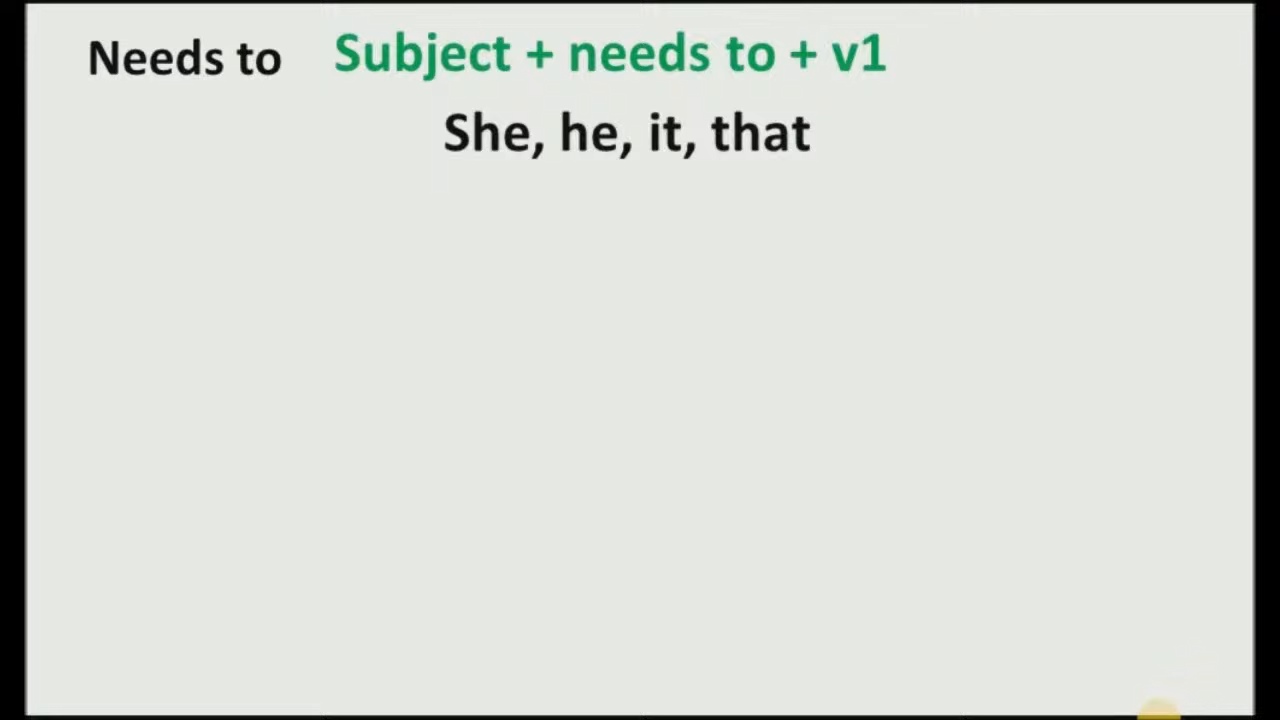 Needs to Subject + needs to + v1
She, he, it, that